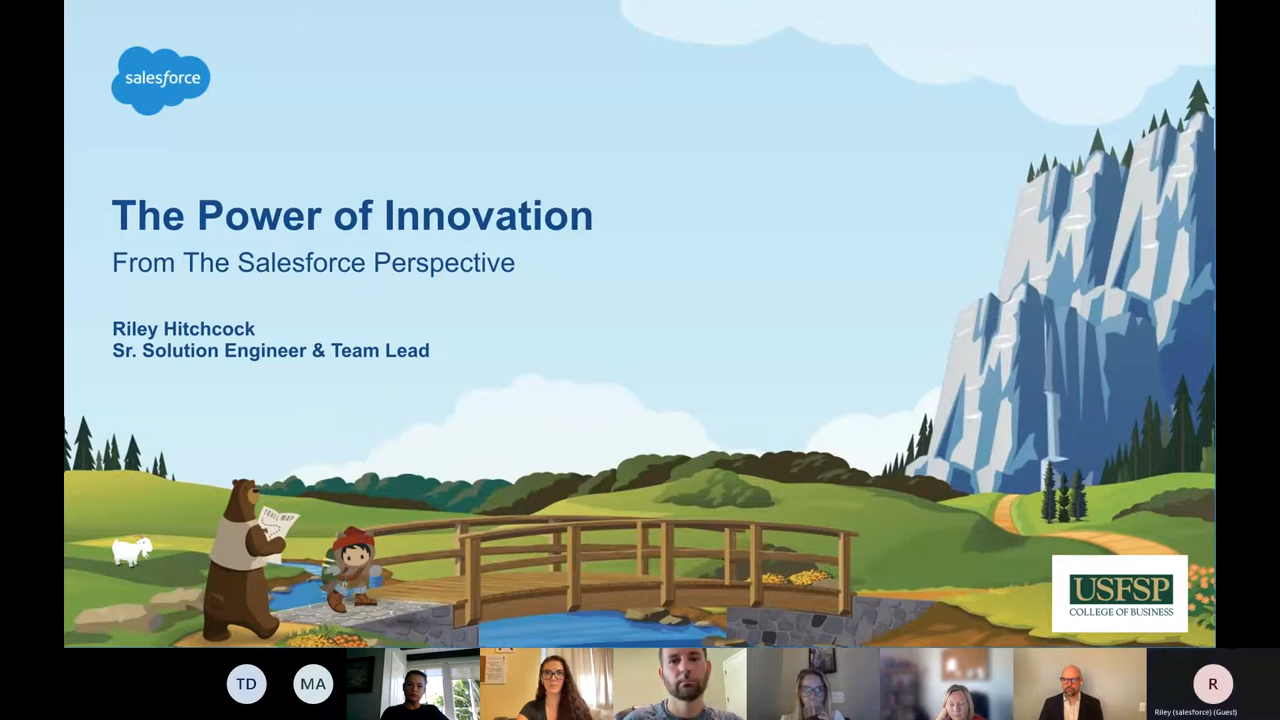 salesforce
The Power of Innovation
From The Salesforce Perspective
Riley Hitchcock
Sr. Solution Engineer & Team Lead
TRAIL MAP
USFSP
COLLEGE OF BUSINESS
TD
MA
R
Riley (salesforce) (Guest)